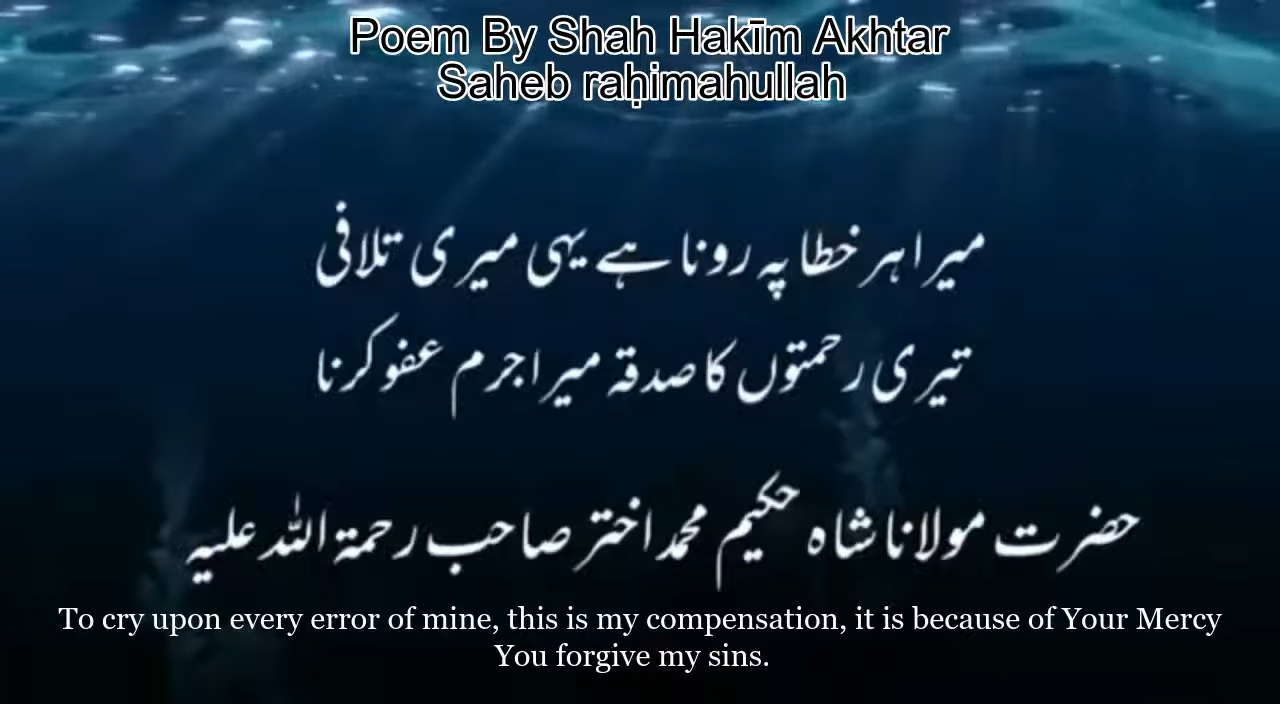 Poem By Shah Hakīm Akhtar
Saheb raḥimahullah
میرا ہر خطا پہ رونا ہے یہی میری تلافی
تیری رحمتوں کا صدقہ میرا جرم عفو کرنا
حضرت مولانا شاہ حکیم محمد اختر صاحب رحمۃ اللہ علیہ
To cry upon every error of mine, this is my compensation, it is because of Your Mercy
You forgive my sins.